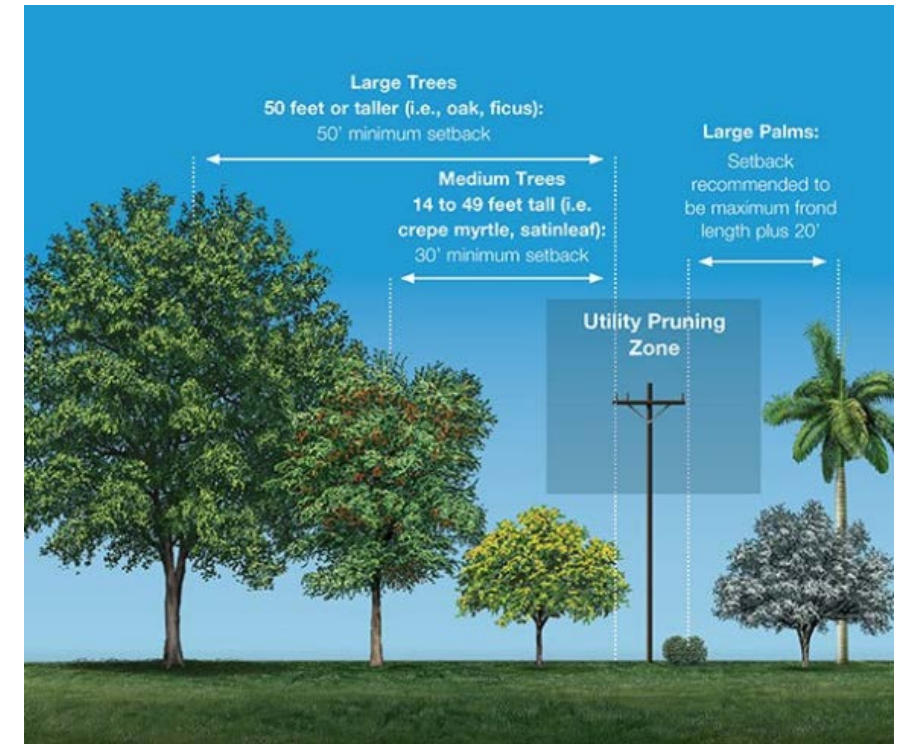 Large Trees
50 feet or taller (i.e., oak, ficus):
50' minimum setback
Medium Trees
14 to 49 feet tall (i.e.
crepe myrtle, satinleaf):
30' minimum setback
Large Palms:
Setback
recommended to
be maximum frond
length plus 20'
Utility Pruning
Zone